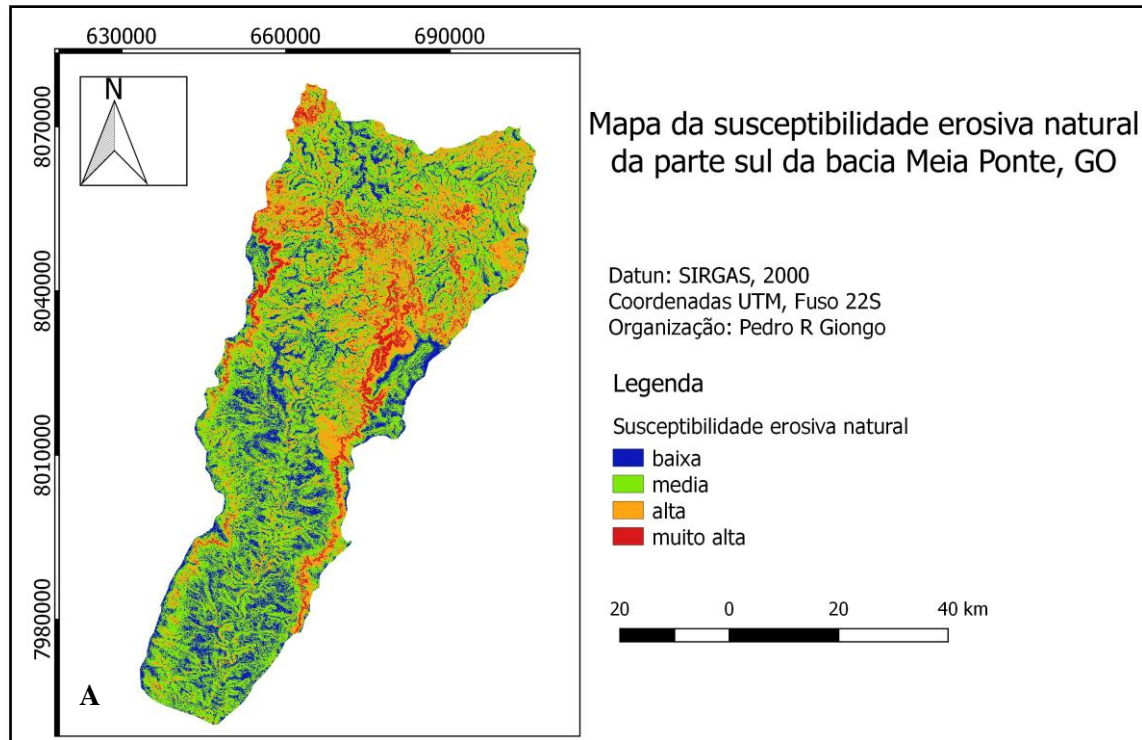 630000 660000 690000
N
8070000
8040000
8010000
7980000
A
Mapa da susceptibilidade erosiva natural
da parte sul da bacia Meia Ponte, GO
Datun: SIRGAS, 2000
Coordenadas UTM, Fuso 22S
Organização: Pedro R Giongo
Legenda
Susceptibilidade erosiva natural
baixa
media
alta
muito alta
20 0 20 40 km